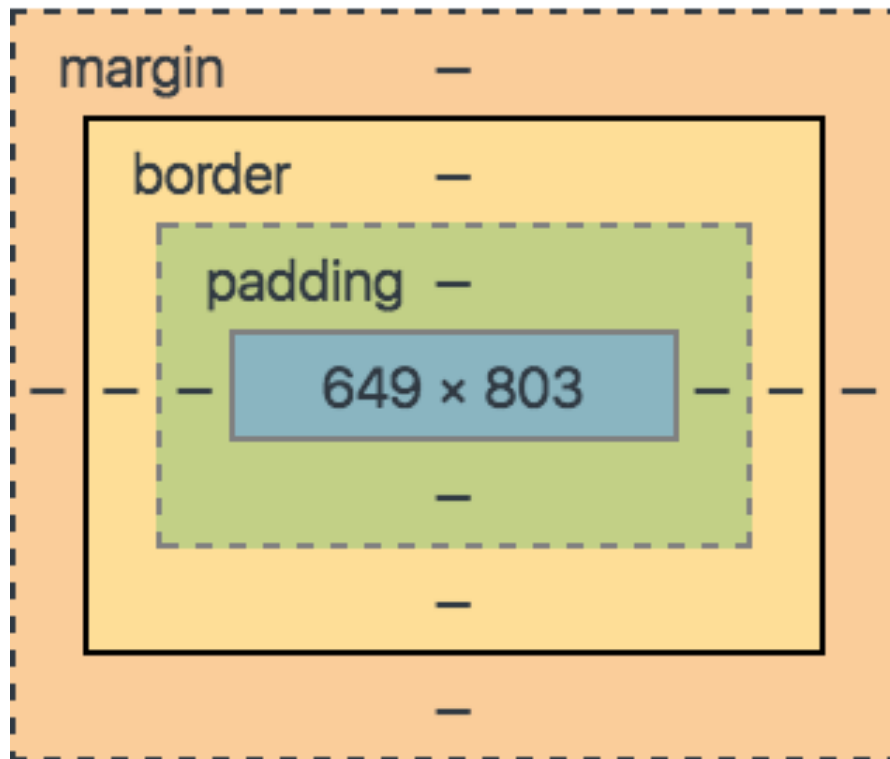 margin –
border –
padding –
– – – 649 × 803 – – –
–
–
–